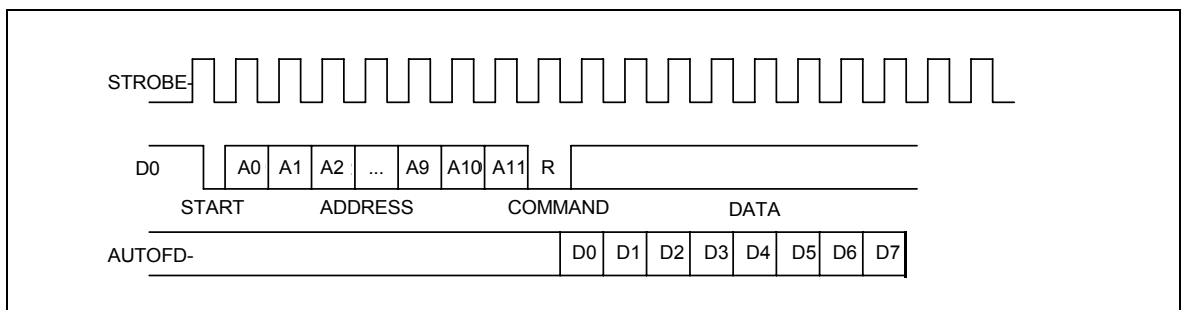 STROBE-
D0 A0 A1 A2 ... A9 A10 A11 R
START ADDRESS COMMAND DATA
AUTOFD- D0 D1 D2 D3 D4 D5 D6 D7